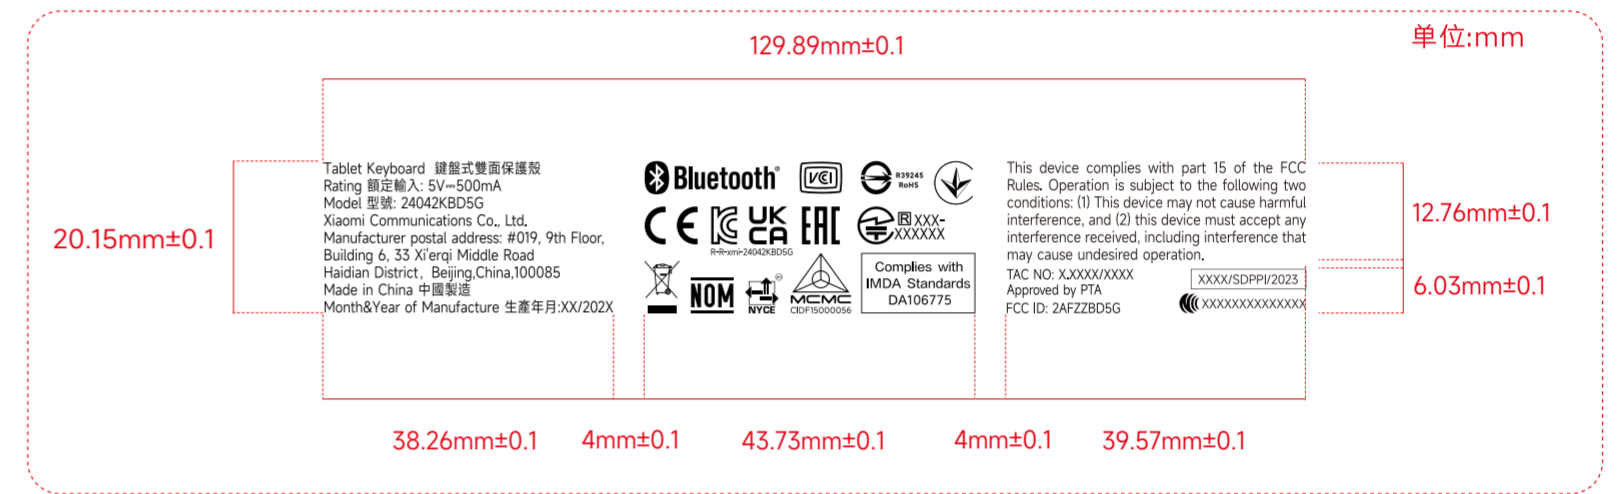 129.89mm±0.1
单位:mm
20.15mm±0.1
Tablet Keyboard 鍵盤式雙面保護殼
Rating 額定輸入: 5V⎓500mA
Model 型號: 24042KBD5G
Xiaomi Communications Co., Ltd.
Manufacturer postal address: #019, 9th Floor,
Building 6, 33 Xi'erqi Middle Road
Haidian District, Beijing,China,100085
Made in China 中國製造
Month&Year of Manufacture 生產年月:XX/202X
Bluetooth®
VCI
R39245
RoHS
CE
UK
CA
EAC
R XXX-
XXXXXX
R-R-xmi-24042KBD5G
NOM
NYCE
MCMC
CIDF15000056
Complies with
IMDA Standards
DA106775
This device complies with part 15 of the FCC
Rules. Operation is subject to the following two
conditions: (1) This device may not cause harmful
interference, and (2) this device must accept any
interference received, including interference that
may cause undesired operation.
TAC NO: X.XXXX/XXXX
Approved by PTA
FCC ID: 2AFZZBD5G
XXXX/SDPPI/2023
XXXXXXXXXXXXXX
12.76mm±0.1
6.03mm±0.1
38.26mm±0.1
4mm±0.1
43.73mm±0.1
4mm±0.1
39.57mm±0.1